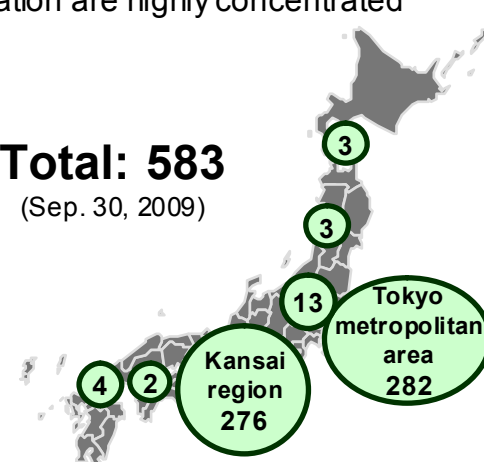 ation are highly concentrated
Total: 583
(Sep. 30, 2009)
3
3
13
Tokyo
metropolitan
area
282
Kansai
region
276
4
2